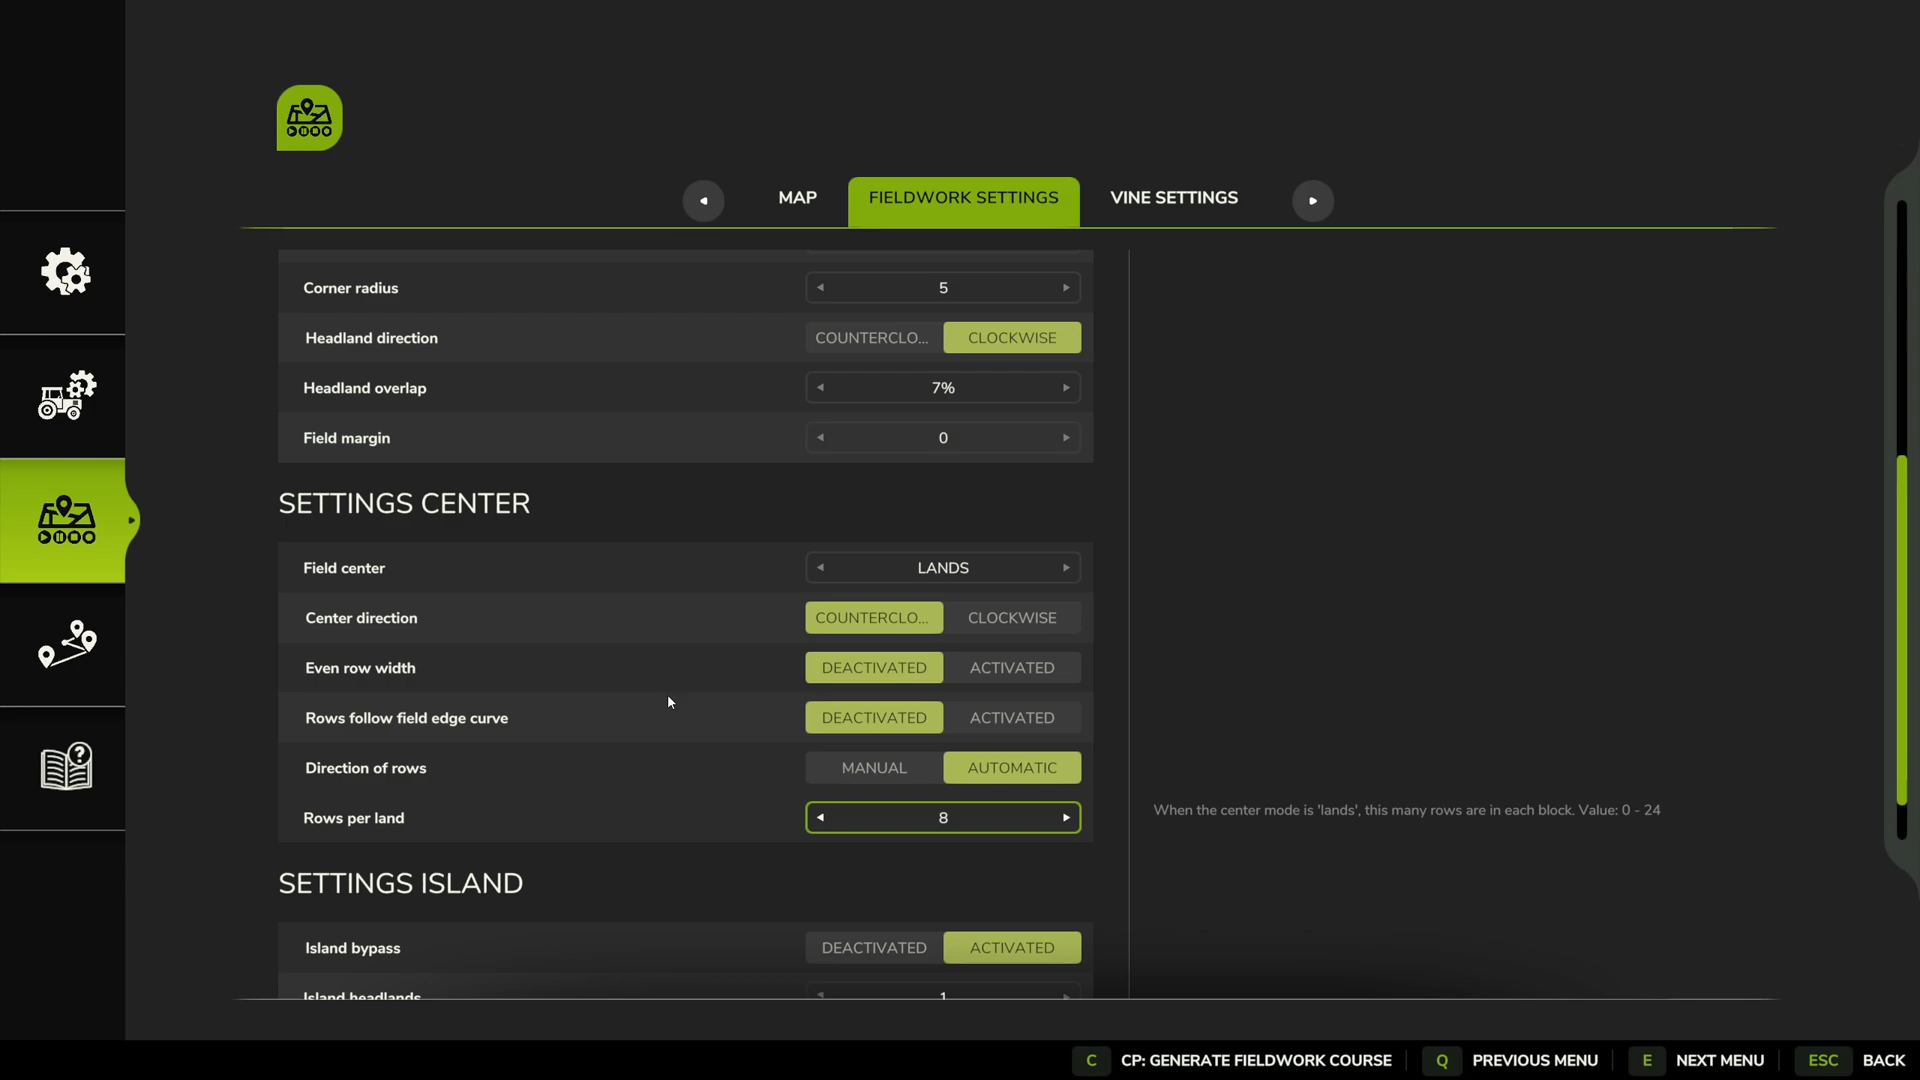 MAP
FIELDWORK SETTINGS
VINE SETTINGS
Corner radius
5
Headland direction
COUNTERCLO...
CLOCKWISE
Headland overlap
7%
Field margin
0
SETTINGS CENTER
Field center
LANDS
Center direction
COUNTERCLO...
CLOCKWISE
Even row width
DEACTIVATED
ACTIVATED
Rows follow field edge curve
DEACTIVATED
ACTIVATED
Direction of rows
MANUAL
AUTOMATIC
Rows per land
8
When the center mode is 'lands', this many rows are in each block. Value: 0 - 24
SETTINGS ISLAND
Island bypass
DEACTIVATED
ACTIVATED
Island headlands
1
C CP: GENERATE FIELDWORK COURSE
Q PREVIOUS MENU
E NEXT MENU
ESC BACK